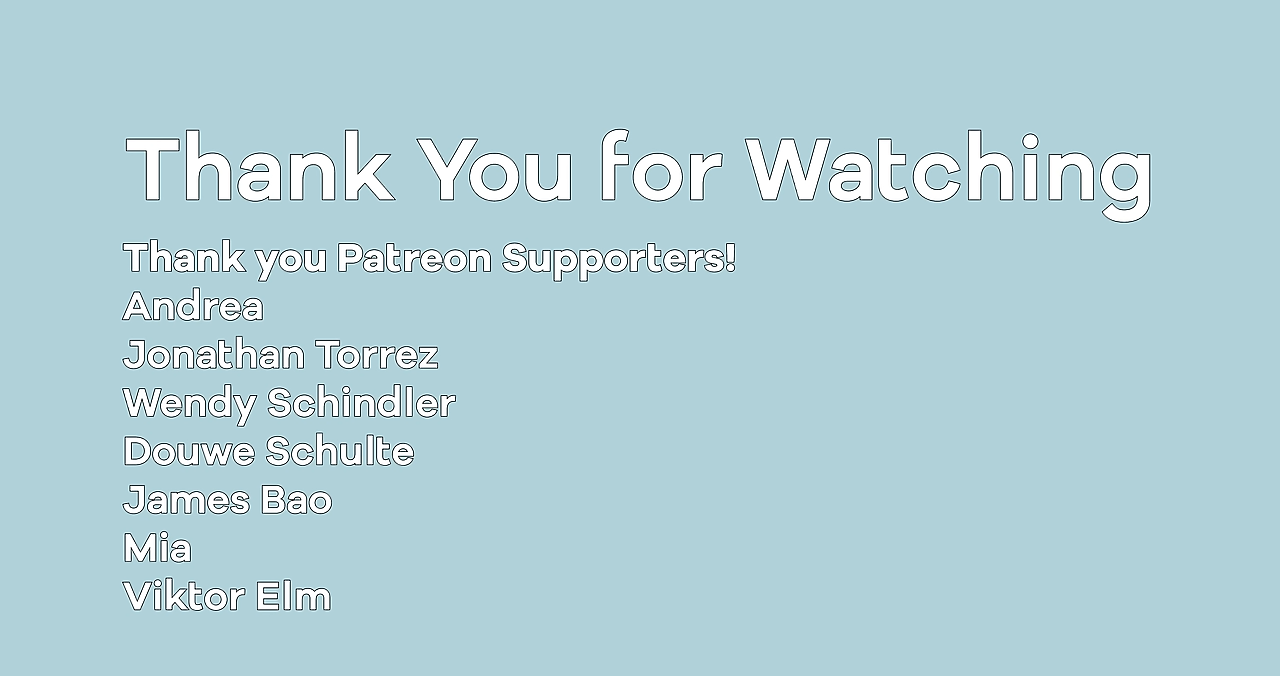 Thank You for Watching
Thank you Patreon Supporters!
Andrea
Jonathan Torrez
Wendy Schindler
Douwe Schulte
James Bao
Mia
Viktor Elm